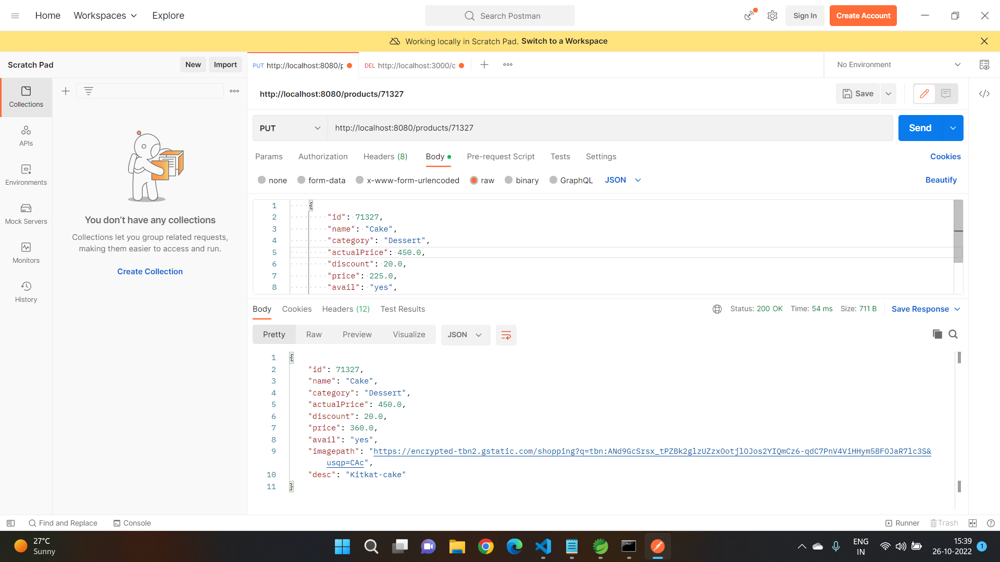 Home
Workspaces
Explore
Search Postman
Sign In
Create Account
Working locally in Scratch Pad. Switch to a Workspace
Scratch Pad
New
Import
PUT http://localhost:8080/p
DEL http://localhost:3000/d
No Environment
Collections
APIs
Environments
Mock Servers
Monitors
History
You don’t have any collections
Collections let you group related requests,
making them easier to access and run.
Create Collection
http://localhost:8080/products/71327
Save
PUT
http://localhost:8080/products/71327
Send
Params
Authorization
Headers (8)
Body
Pre-request Script
Tests
Settings
Cookies
none
form-data
x-www-form-urlencoded
raw
binary
GraphQL
JSON
Beautify
1 {
2 "id": 71327,
3 "name": "Cake",
4 "category": "Dessert",
5 "actualPrice": 450.0,
6 "discount": 20.0,
7 "price": 225.0,
8 "avail": "yes",
Body
Cookies
Headers (12)
Test Results
Status: 200 OK
Time: 54 ms
Size: 711 B
Save Response
Pretty
Raw
Preview
Visualize
JSON
1 {
2 "id": 71327,
3 "name": "Cake",
4 "category": "Dessert",
5 "actualPrice": 450.0,
6 "discount": 20.0,
7 "price": 360.0,
8 "avail": "yes",
9 "imagepath": "https://encrypted-tbn2.gstatic.com/shopping?q=tbn:ANd9GcSrsx_tPZBk2glzUZzxOotjlOJos2YIQmCz6-qdC7PnV4ViHHym5BFOJaR7lc3S&
usqp=CAc",
10 "desc": "Kitkat-cake"
11 }
Find and Replace
Console
Runner
Trash
27°C
Sunny
ENG
IN
15:39
26-10-2022
1